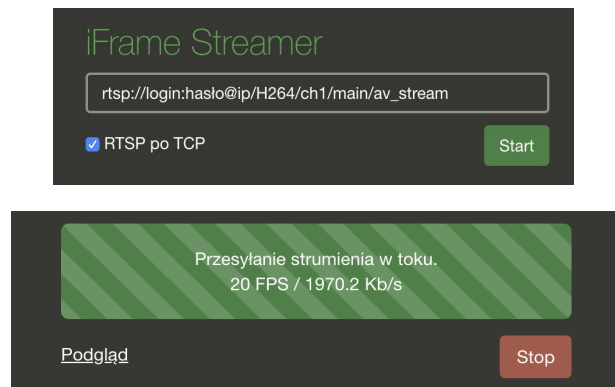 iFrame Streamer
rtsp://login:hasło@ip/H264/ch1/main/av_stream
RTSP po TCP
Start
Przesyłanie strumienia w toku.
20 FPS / 1970.2 Kb/s
Podgląd
Stop